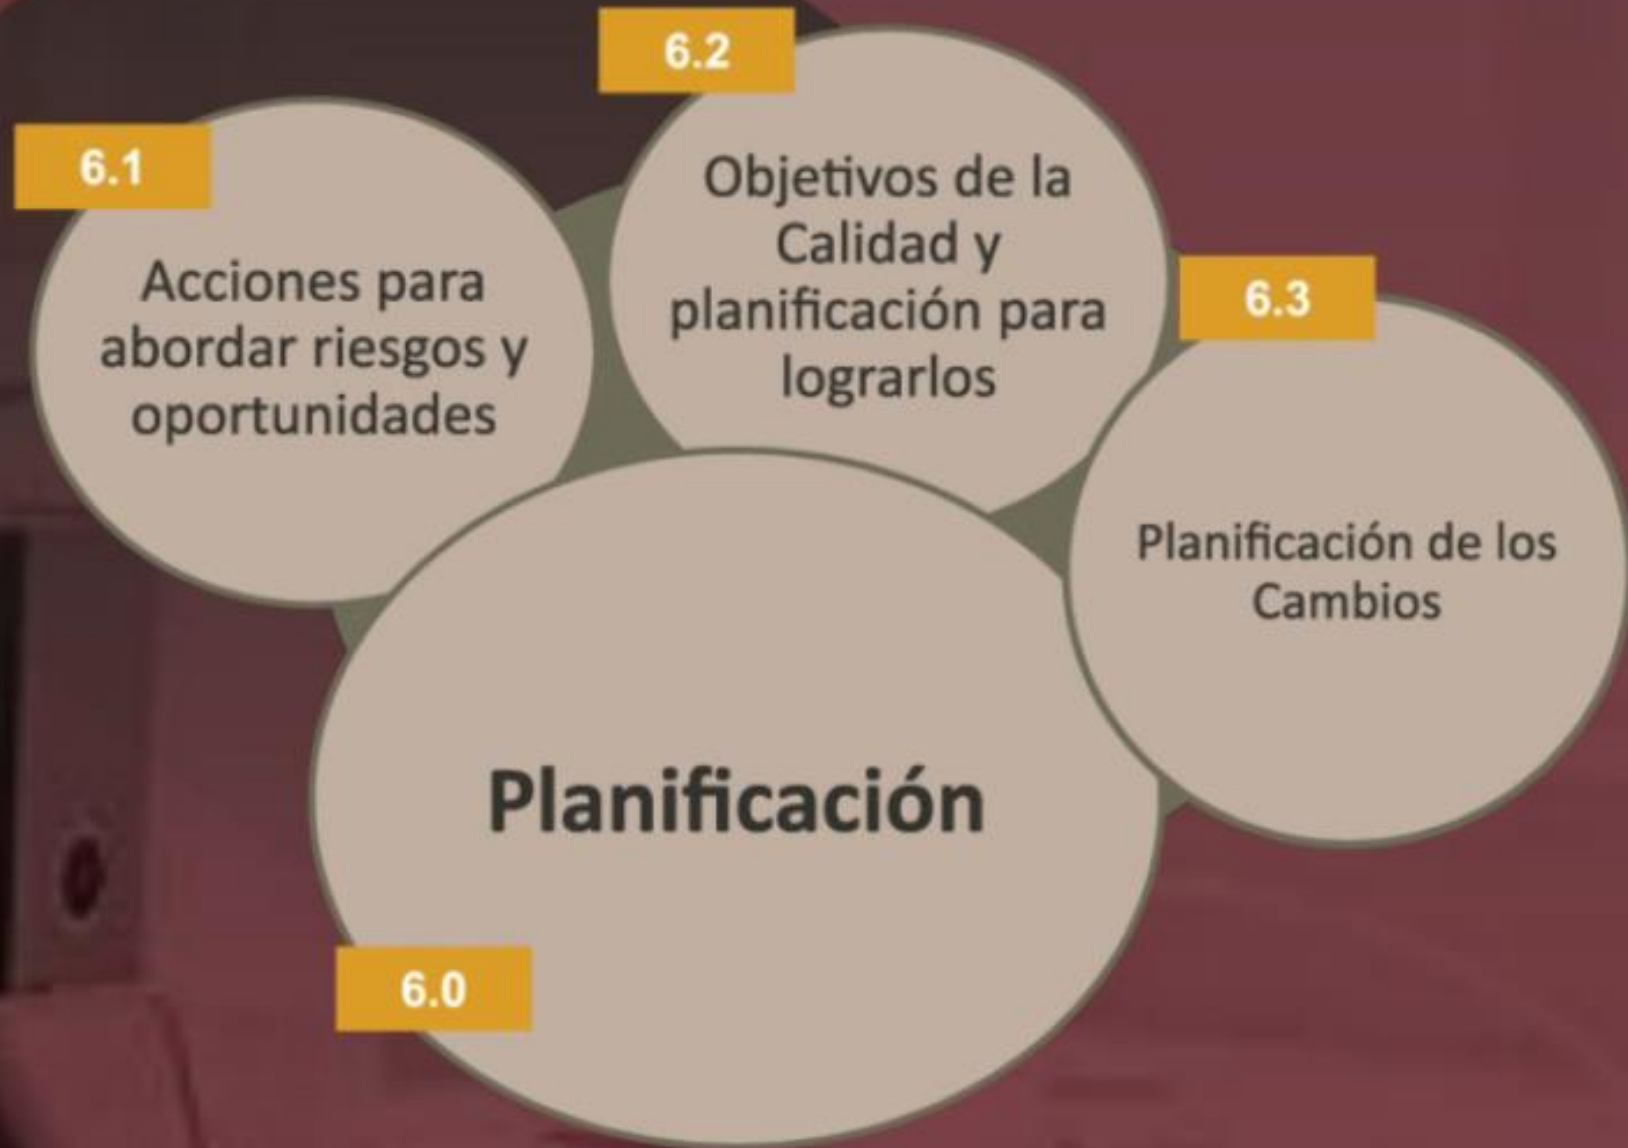 6.1
Acciones para
abordar riesgos y
oportunidades
6.2
Objetivos de la
Calidad y
planificación para
lograrlos
6.3
Planificación de los
Cambios
Planificación
6.0